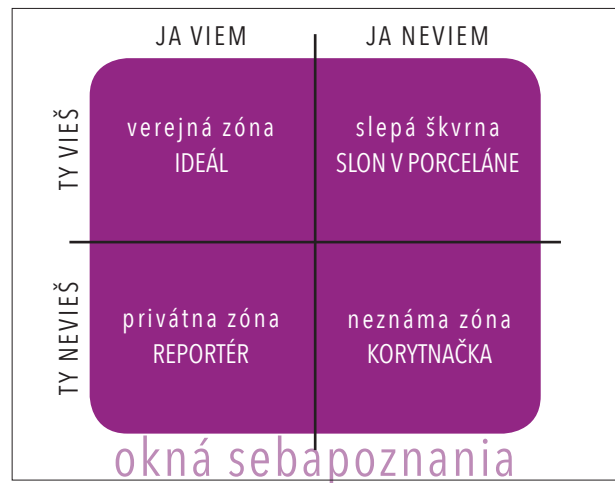 JA VIEM
JA NEVIEM
TY VIEŠ
verejná zóna
IDEÁL
slepá škvrna
SLON V PORCELÁNE
TY NEVIEŠ
privátna zóna
REPORTÉR
neznáma zóna
KORYTNAČKA
okná sebapoznania